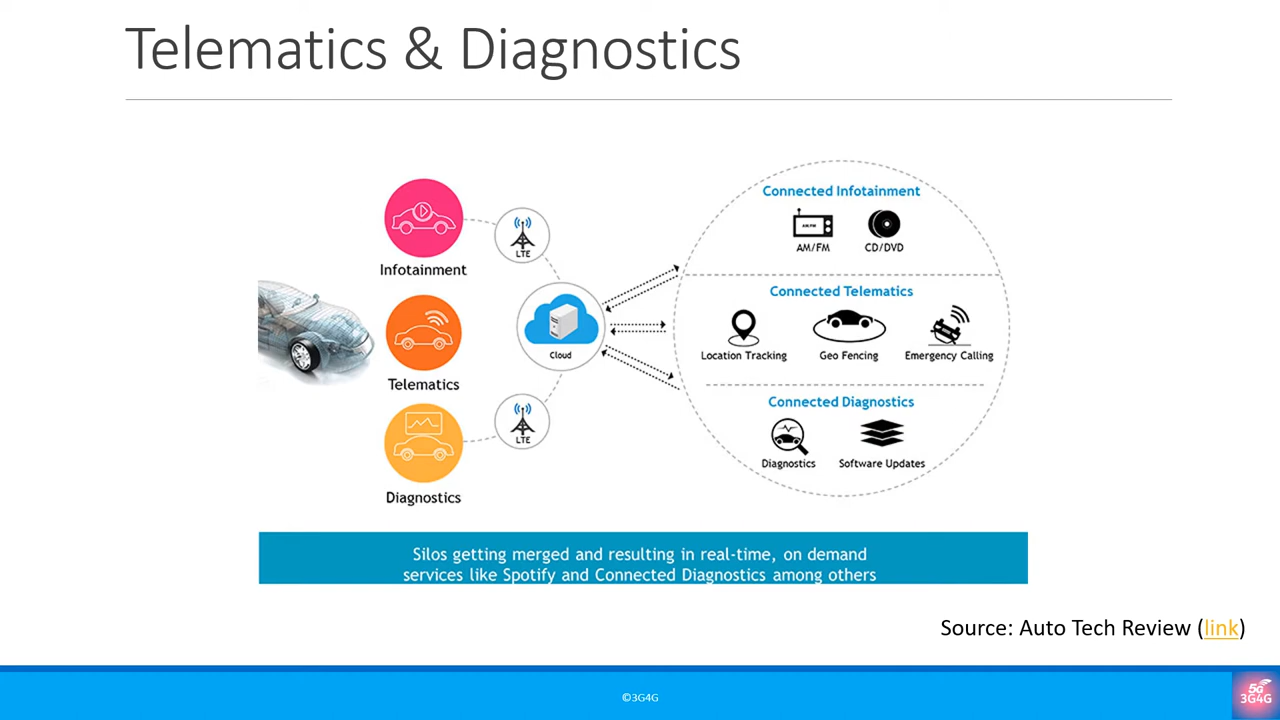 Telematics & Diagnostics
Infotainment
LTE
Telematics
Cloud
LTE
Diagnostics
Connected Infotainment
AM/FM
AM/FM
CD/DVD
Connected Telematics
Location Tracking
Geo Fencing
Emergency Calling
Connected Diagnostics
Diagnostics
Software Updates
Silos getting merged and resulting in real-time, on demand
services like Spotify and Connected Diagnostics among others
Source: Auto Tech Review (link)
©3G4G
5G
3G4G